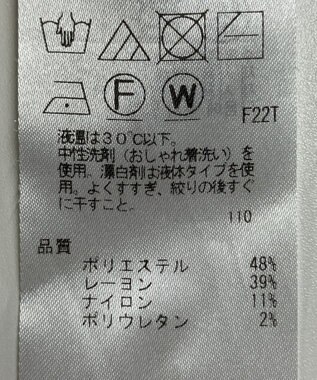 F W
F22T
液温は30℃以下。
中性洗剤（おしゃれ着洗い）を
使用。漂白剤は液体タイプを使
用。よくすすぎ、絞りの後すぐ
に干すこと。
110
品質
ポリエステル 48%
レーヨン 39%
ナイロン 11%
ポリウレタン 2%